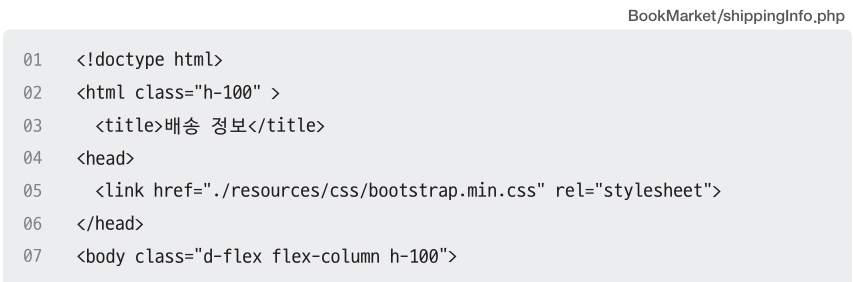 BookMarket/shippingInfo.php
01 <!doctype html>
02 <html class="h-100" >
03 <title>배송 정보</title>
04 <head>
05 <link href="./resources/css/bootstrap.min.css" rel="stylesheet">
06 </head>
07 <body class="d-flex flex-column h-100">